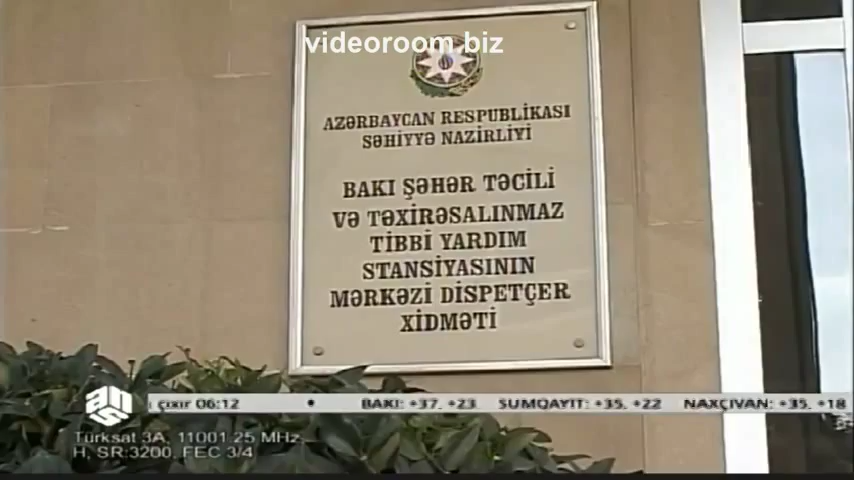 videoroom.biz
AZƏRBAYCAN RESPUBLİKASI
SƏHİYYƏ NAZİRLİYİ
BAKI ŞƏHƏR TƏCİLİ
VƏ TƏXİRƏSALINMAZ
TİBBİ YARDIM
STANSİYASININ
MƏRKƏZİ DİSPETÇER
XİDMƏTİ
ans çıxır 06:12 • BAKI: +37, +23 SUMQAYIT: +35, +22 NAXÇIVAN: +35, +18
Türksat 3A, 11001.25 MHz,
H, SR:3200, FEC 3/4